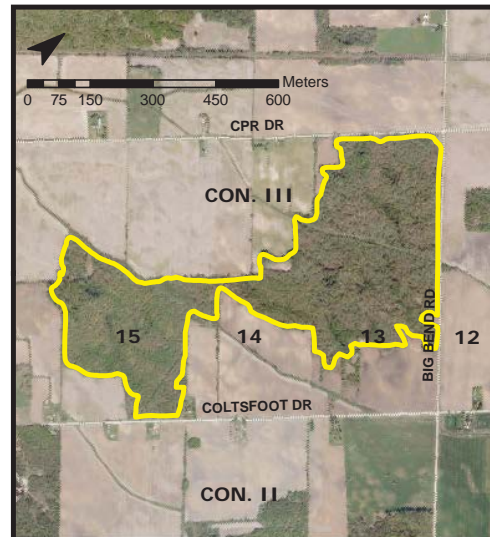 Meters
0 75 150 300 450 600
CPR DR
CON. III
15 14 13 12
BIG BEND RD
COLTSFOOT DR
CON. II